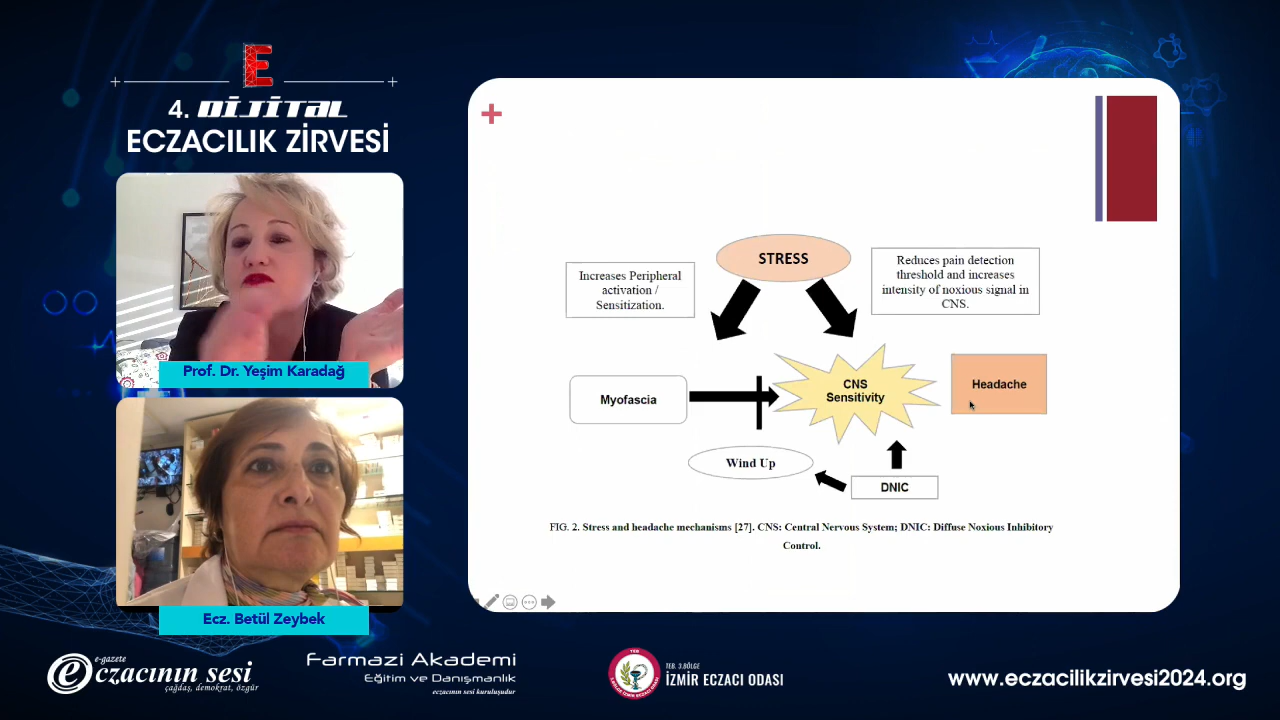 E
4. DİJİTAL
ECZACILIK ZİRVESİ
Prof. Dr. Yeşim Karadağ
Ecz. Betül Zeybek
STRESS
Increases Peripheral
activation /
Sensitization.
Reduces pain detection
threshold and increases
intensity of noxious signal in
CNS.
Myofascia
CNS
Sensitivity
Headache
Wind Up
DNIC
FIG. 2. Stress and headache mechanisms [27]. CNS: Central Nervous System; DNIC: Diffuse Noxious Inhibitory
Control.
e-gazete
eczacının sesi
çağdaş, demokrat, özgür
Farmazi Akademi
Eğitim ve Danışmanlık
eczacının sesi kuruluşudur
TEB. 3.BÖLGE
İZMİR ECZACI ODASI
www.eczacilikzirvesi2024.org